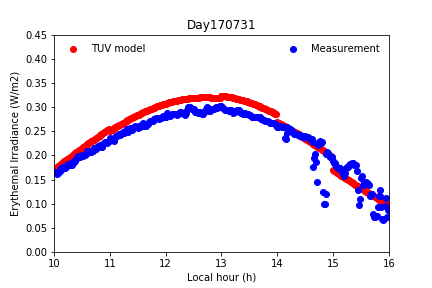 Day170731
TUV model
Measurement
Erythemal Irradiance (W/m2)
0.45
0.40
0.35
0.30
0.25
0.20
0.15
0.10
0.05
0.00
10 11 12 13 14 15 16
Local hour (h)